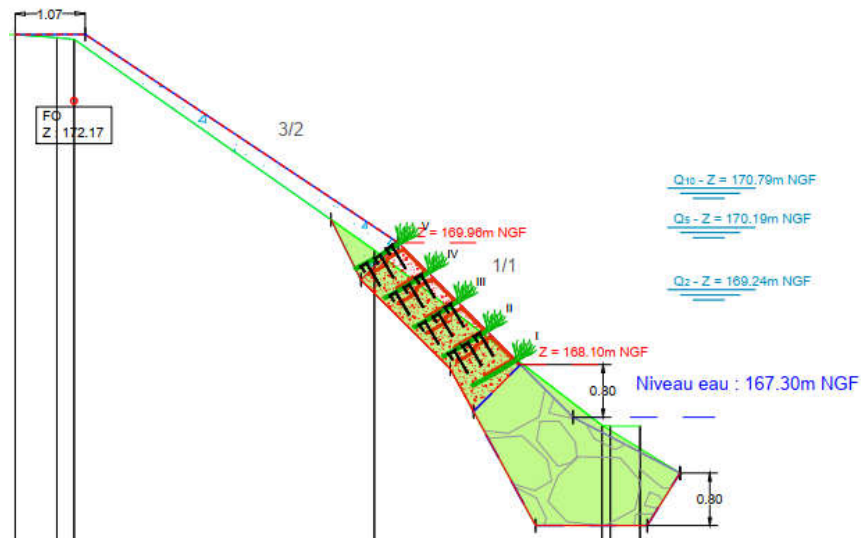 1.07
FO
Z : 172.17
3/2
Q10 - Z = 170.79m NGF
Q5 - Z = 170.19m NGF
Q2 - Z = 169.24m NGF
V
Z = 169.96m NGF
IV
1/1
III
II
I
Z = 168.10m NGF
0.80
Niveau eau : 167.30m NGF
0.80